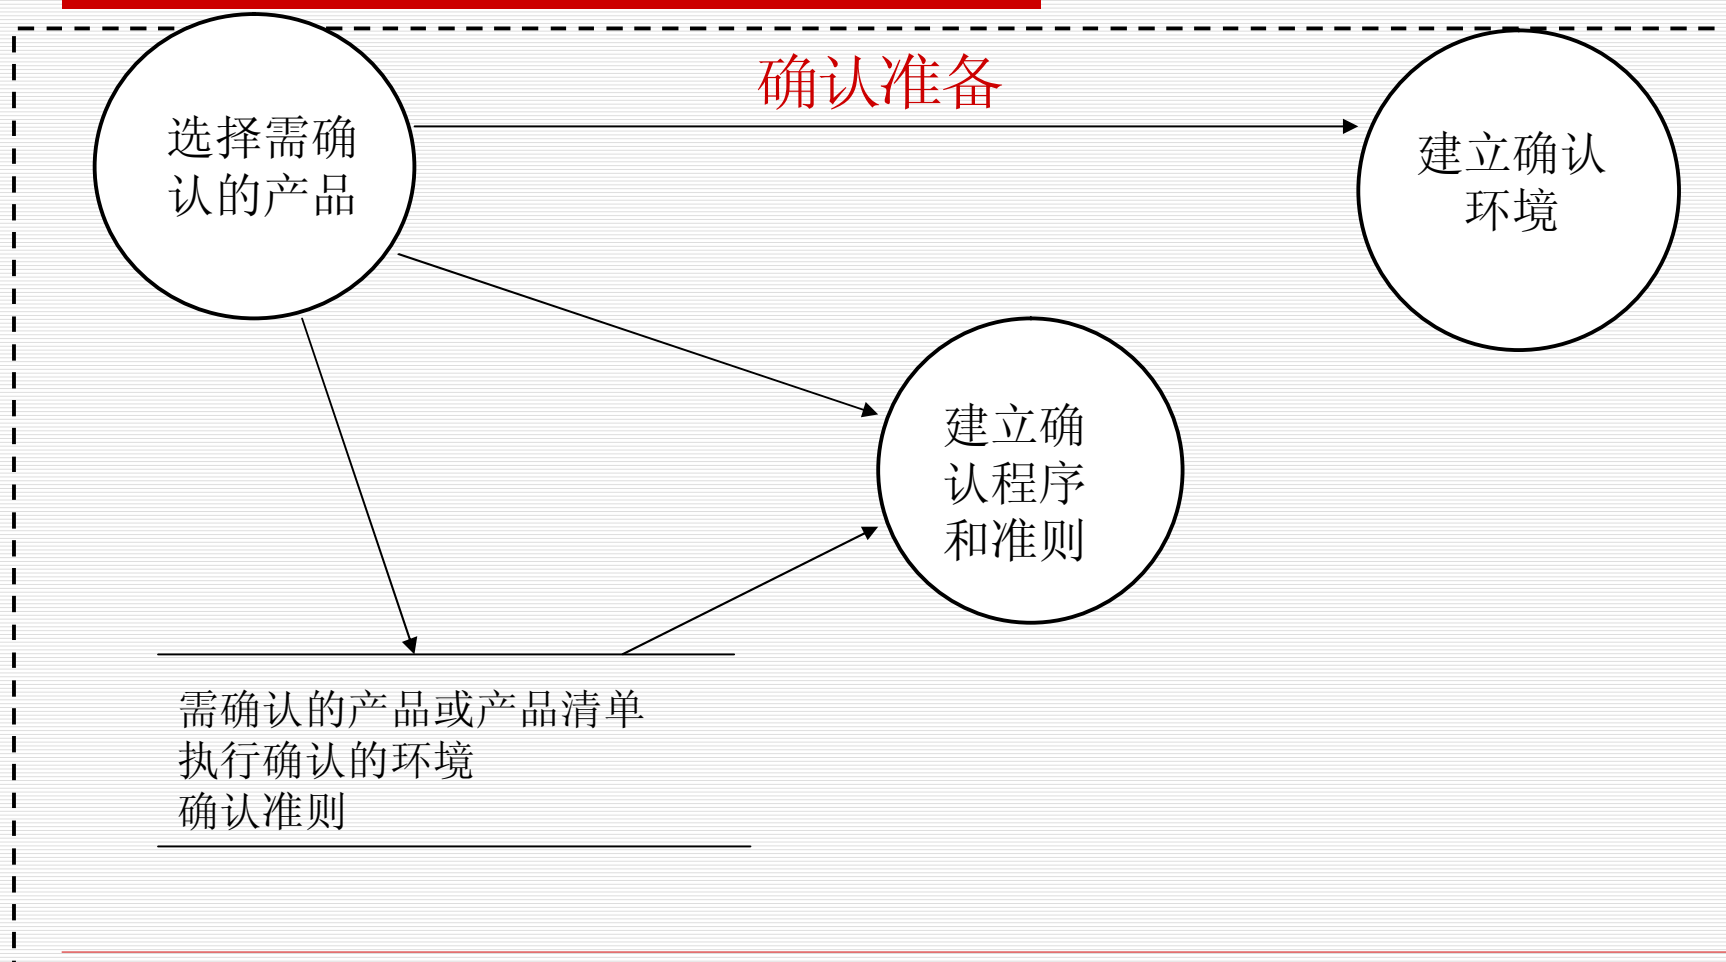 确认准备
选择需确
认的产品
建立确认
环境
建立确
认程序
和准则
需确认的产品或产品清单
执行确认的环境
确认准则